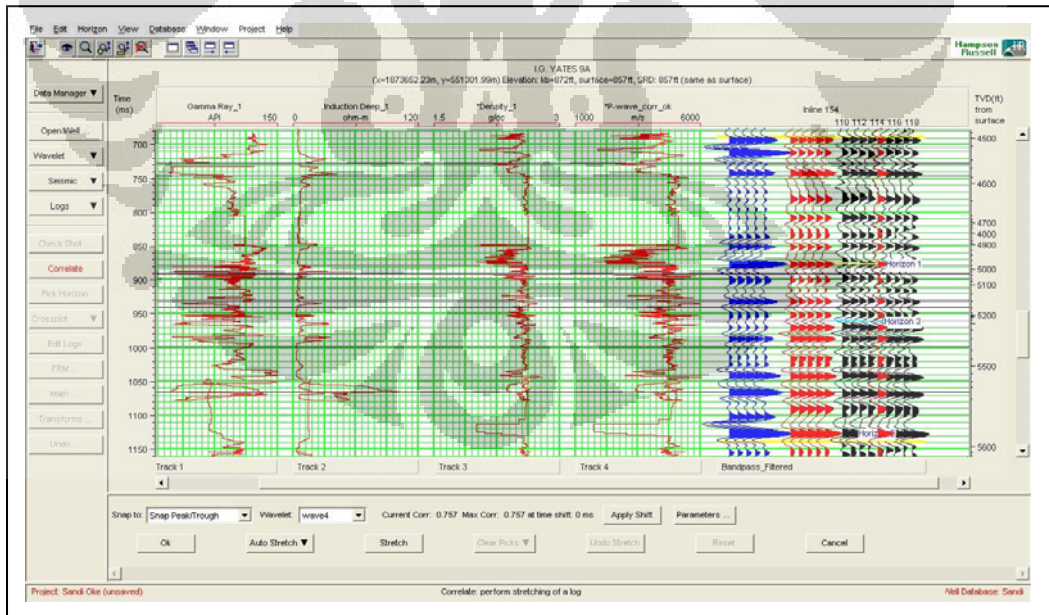 File Edit Horizon View Database Window Project Help
Hampson
Russell HR
I.G. YATES 9A
(x=1073652.23m, y=551301.99m) Elevation: kb=872ft, surface=857ft, SRD: 857ft (same as surface)
Data Manager
Open Well ...
Wavelet
Seismic
Logs
Check Shot ...
Correlate
Pick Horizon
Crossplot
Edit Logs
Math ...
Transforms ...
Undo ...
Time
(ms)
Gamma Ray_1
API 150
Induction Deep_1
0 ohm-m 120
*Density_1
1.5 g/cc 3
*P-wave_corr_ok
1000 m/s 6000
Inline 154
110 112 114 116 118
TVD(ft)
from
surface
700
750
800
850
900
950
1000
1050
1100
1150
4500
4600
4700
4800
4900
5000
5100
5200
5500
5600
Horizon 1
Horizon 3
Track 1 Track 2 Track 3 Track 4 Bandpass_Filtered
Snap to: Snap Peak/Trough Wavelet: wave4 Current Corr: 0.757 Max Corr: 0.757 at time shift: 0 ms Apply Shift Parameters ...
Ok Auto Stretch Stretch Clear Picks Undo Stretch Reset Cancel
Project: Sandi Oke (unsaved) Correlate: perform stretching of a log Well Database: Sandi